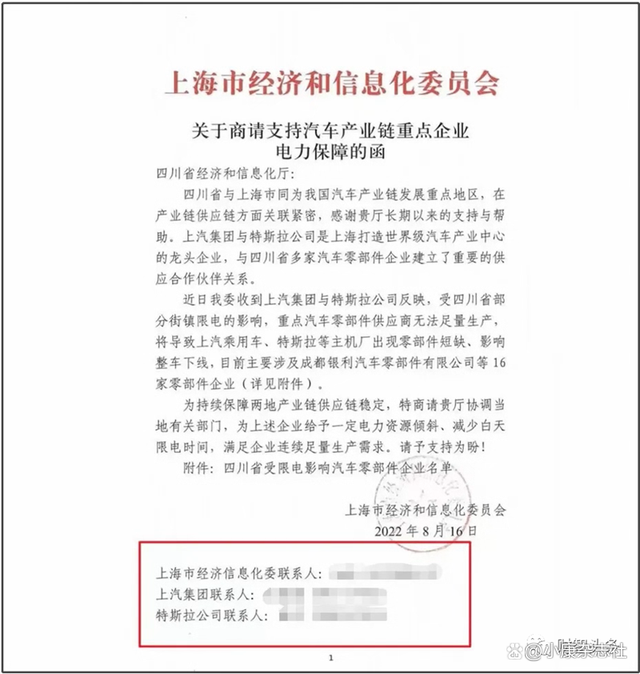 上海市经济和信息化委员会
关于商请支持汽车产业链重点企业
电力保障的函
四川省经济和信息化厅：
四川省与上海市同为我国汽车产业链发展重点地区，在
产业链供应链方面关联紧密，感谢贵厅长期以来的支持与帮
助。上汽集团与特斯拉公司是上海打造世界级汽车产业中心
的龙头企业，与四川省多家汽车零部件企业建立了重要的供
应合作伙伴关系。
近日我委收到上汽集团与特斯拉公司反映，受四川省部
分街镇限电的影响，重点汽车零部件供应商无法足量生产，
将导致上汽乘用车、特斯拉等主机厂出现零部件短缺、影响
整车下线，目前主要涉及成都银利汽车零部件有限公司等 16
家零部件企业（详见附件）。
为持续保障两地产业链供应链稳定，特商请贵厅协调当
地有关部门，为上述企业给予一定电力资源倾斜、减少白天
限电时间，满足企业连续足量生产需求。请予支持为盼！
附件：四川省受限电影响汽车零部件企业名单
上海市经济和信息化委员会
2022 年 8 月 16 日
上海市经济信息化委联系人：
上汽集团联系人：
特斯拉公司联系人：
1
小康杂志社